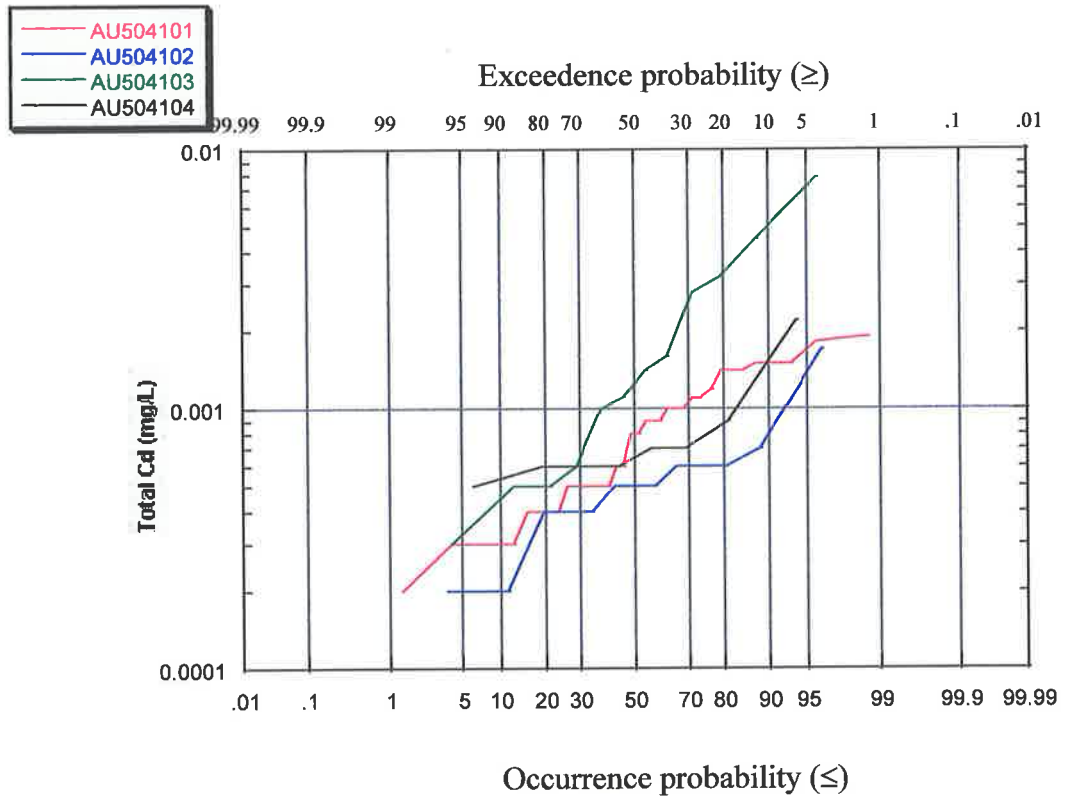 AU504101
AU504102
AU504103
AU504104
Exceedence probability (≥)
99.99 99.9 99 95 90 80 70 50 30 20 10 5 1 .1 .01
0.01
0.001
0.0001
Total Cd (mg/L)
.01 .1 1 5 10 20 30 50 70 80 90 95 99 99.9 99.99
Occurrence probability (≤)